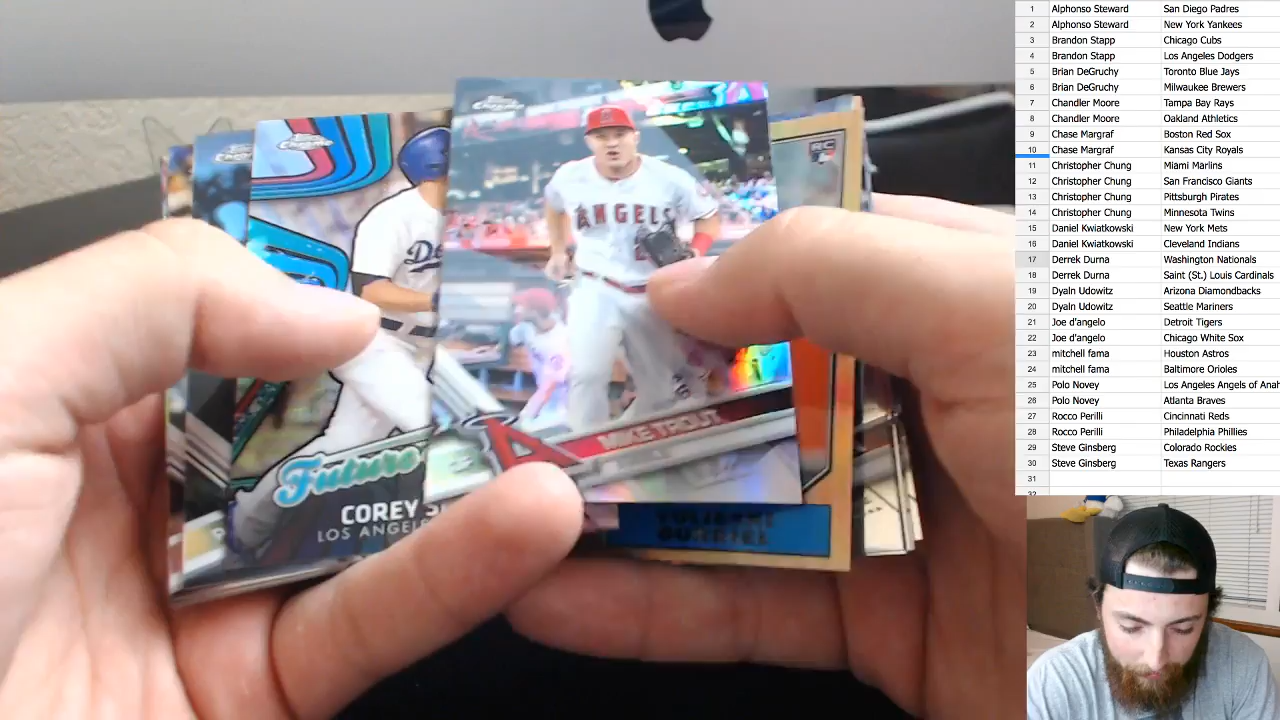 Chrome
Chrome
Chrome
RC
De
ANGELS
MIKE TROUT
A
Future
COREY S
LOS ANGEL
YULIESKI
GURRIEL
1 Alphonso Steward San Diego Padres
2 Alphonso Steward New York Yankees
3 Brandon Stapp Chicago Cubs
4 Brandon Stapp Los Angeles Dodgers
5 Brian DeGruchy Toronto Blue Jays
6 Brian DeGruchy Milwaukee Brewers
7 Chandler Moore Tampa Bay Rays
8 Chandler Moore Oakland Athletics
9 Chase Margraf Boston Red Sox
10 Chase Margraf Kansas City Royals
11 Christopher Chung Miami Marlins
12 Christopher Chung San Francisco Giants
13 Christopher Chung Pittsburgh Pirates
14 Christopher Chung Minnesota Twins
15 Daniel Kwiatkowski New York Mets
16 Daniel Kwiatkowski Cleveland Indians
17 Derrek Durna Washington Nationals
18 Derrek Durna Saint (St.) Louis Cardinals
19 Dyaln Udowitz Arizona Diamondbacks
20 Dyaln Udowitz Seattle Mariners
21 Joe d'angelo Detroit Tigers
22 Joe d'angelo Chicago White Sox
23 mitchell fama Houston Astros
24 mitchell fama Baltimore Orioles
25 Polo Novey Los Angeles Angels of Ana
26 Polo Novey Atlanta Braves
27 Rocco Perilli Cincinnati Reds
28 Rocco Perilli Philadelphia Phillies
29 Steve Ginsberg Colorado Rockies
30 Steve Ginsberg Texas Rangers
31
32